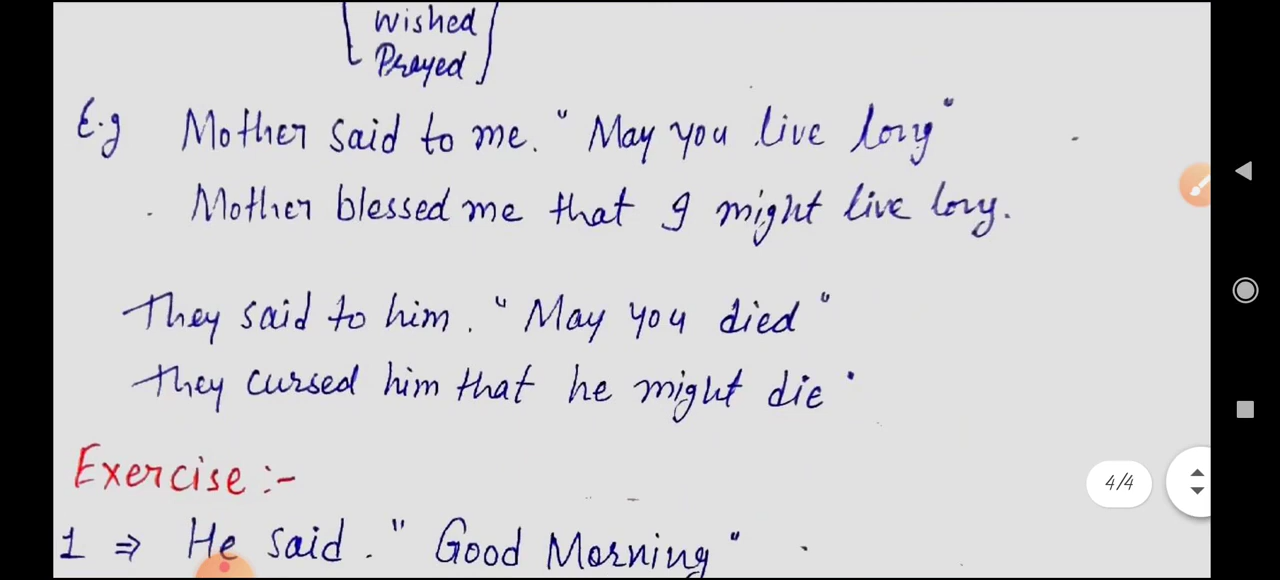 wished
Prayed
E.g Mother said to me. "May you live long"
Mother blessed me that I might live long.
They said to him. "May you died"
They cursed him that he might die.
Exercise :-
4/4
1 ⇒ He said. "Good Morning"